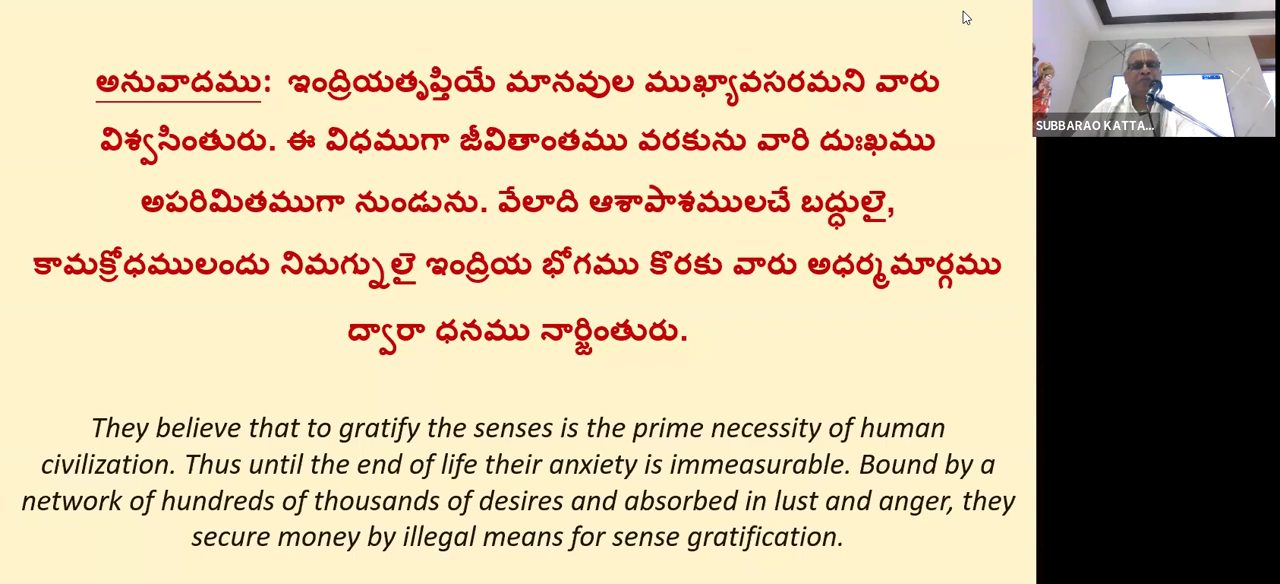 అనువాదము: ఇంద్రియతృప్తియే మానవుల ముఖ్యావసరమని వారు
విశ్వసింతురు. ఈ విధముగా జీవితాంతము వరకును వారి దుఃఖము
అపరిమితముగా నుండును. వేలాది ఆశాపాశములచే బద్ధులై,
కామక్రోధములందు నిమగ్నులై ఇంద్రియ భోగము కొరకు వారు అధర్మమార్గము
ద్వారా ధనము నార్జింతురు.
They believe that to gratify the senses is the prime necessity of human
civilization. Thus until the end of life their anxiety is immeasurable. Bound by a
network of hundreds of thousands of desires and absorbed in lust and anger, they
secure money by illegal means for sense gratification.
SUBBARAO KATTA...